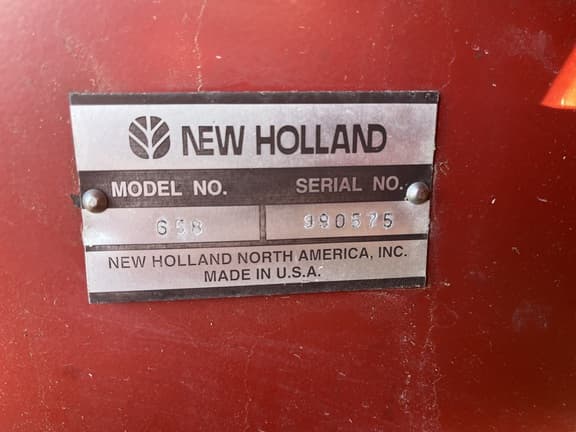 NEW HOLLAND
MODEL NO. SERIAL NO.
658 990575
NEW HOLLAND NORTH AMERICA, INC.
MADE IN U.S.A.